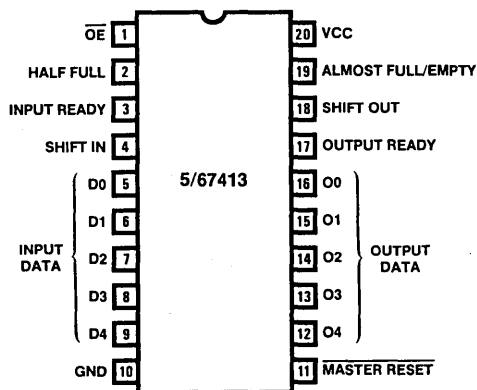 OE 1
20 VCC
HALF FULL 2
19 ALMOST FULL/EMPTY
INPUT READY 3
18 SHIFT OUT
SHIFT IN 4
17 OUTPUT READY
5/67413
D0 5
16 O0
D1 6
15 O1
INPUT
DATA
D2 7
14 O2
OUTPUT
DATA
D3 8
13 O3
D4 9
12 O4
GND 10
11 MASTER RESET